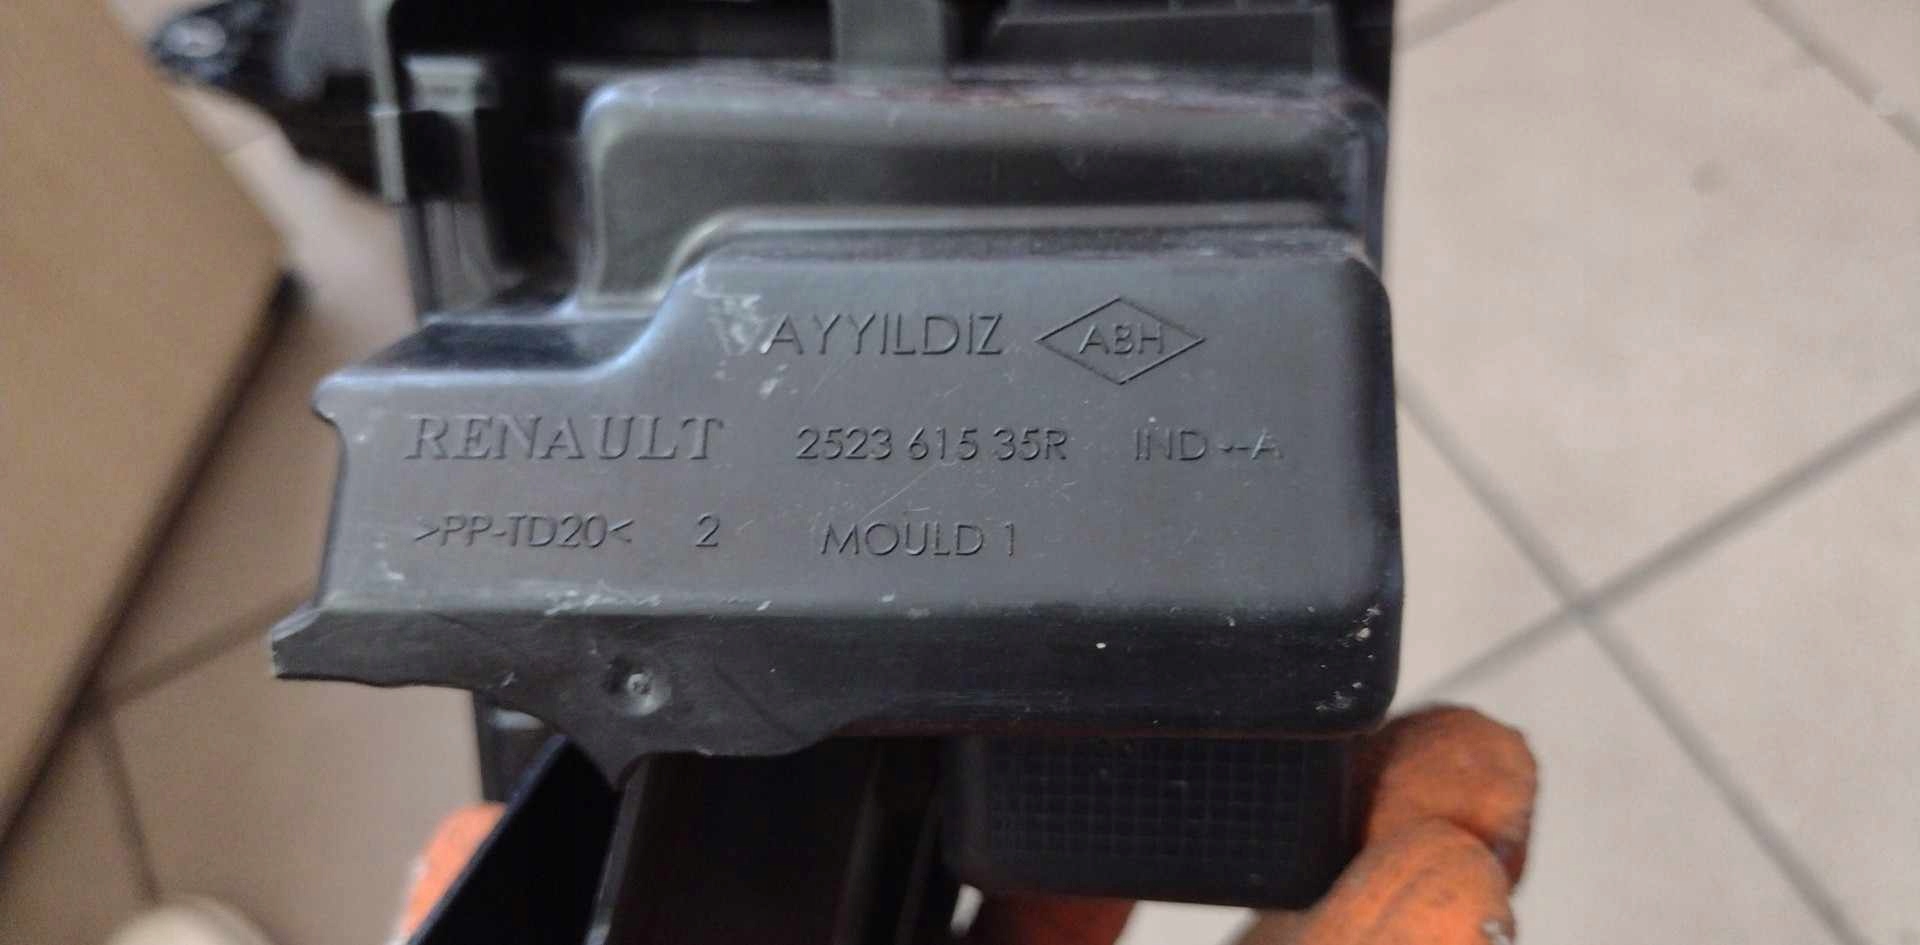 AYYILDIZ ABH
RENAULT 2523 615 35R IND --A
>PP-TD20< 2 MOULD 1